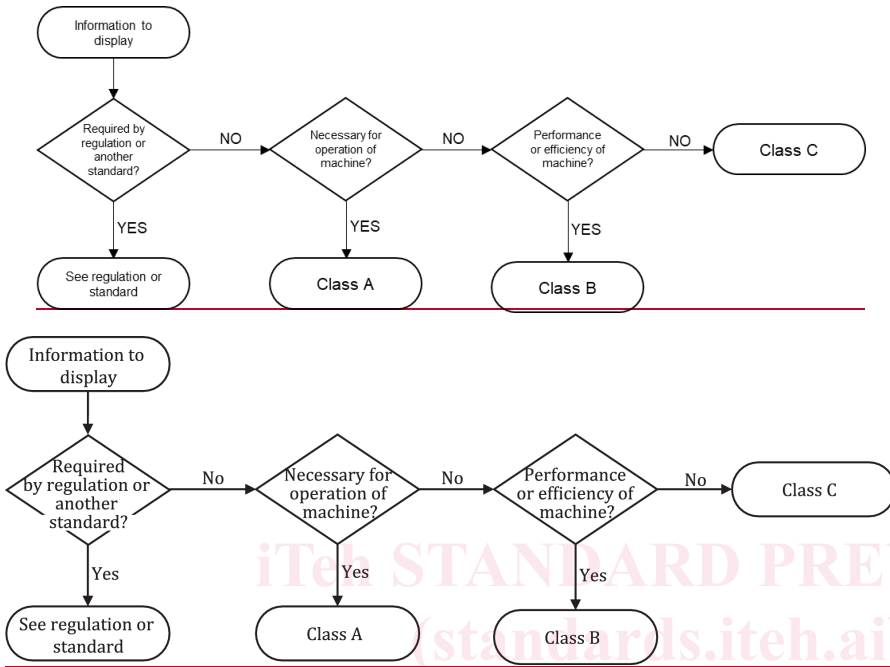 Information to
display
Required by
regulation or
another
standard?
NO
Necessary for
operation of
machine?
NO
Performance
or efficiency of
machine?
NO
Class C
YES
YES
YES
See regulation or
standard
Class A
Class B
Information to
display
Required
by regulation or
another
standard?
No
Necessary for
operation of
machine?
No
Performance
or efficiency of
machine?
No
Class C
Yes
Yes
Yes
See regulation or
standard
Class A
Class B
iTeh STANDARD PRE
(standards.iteh.ai